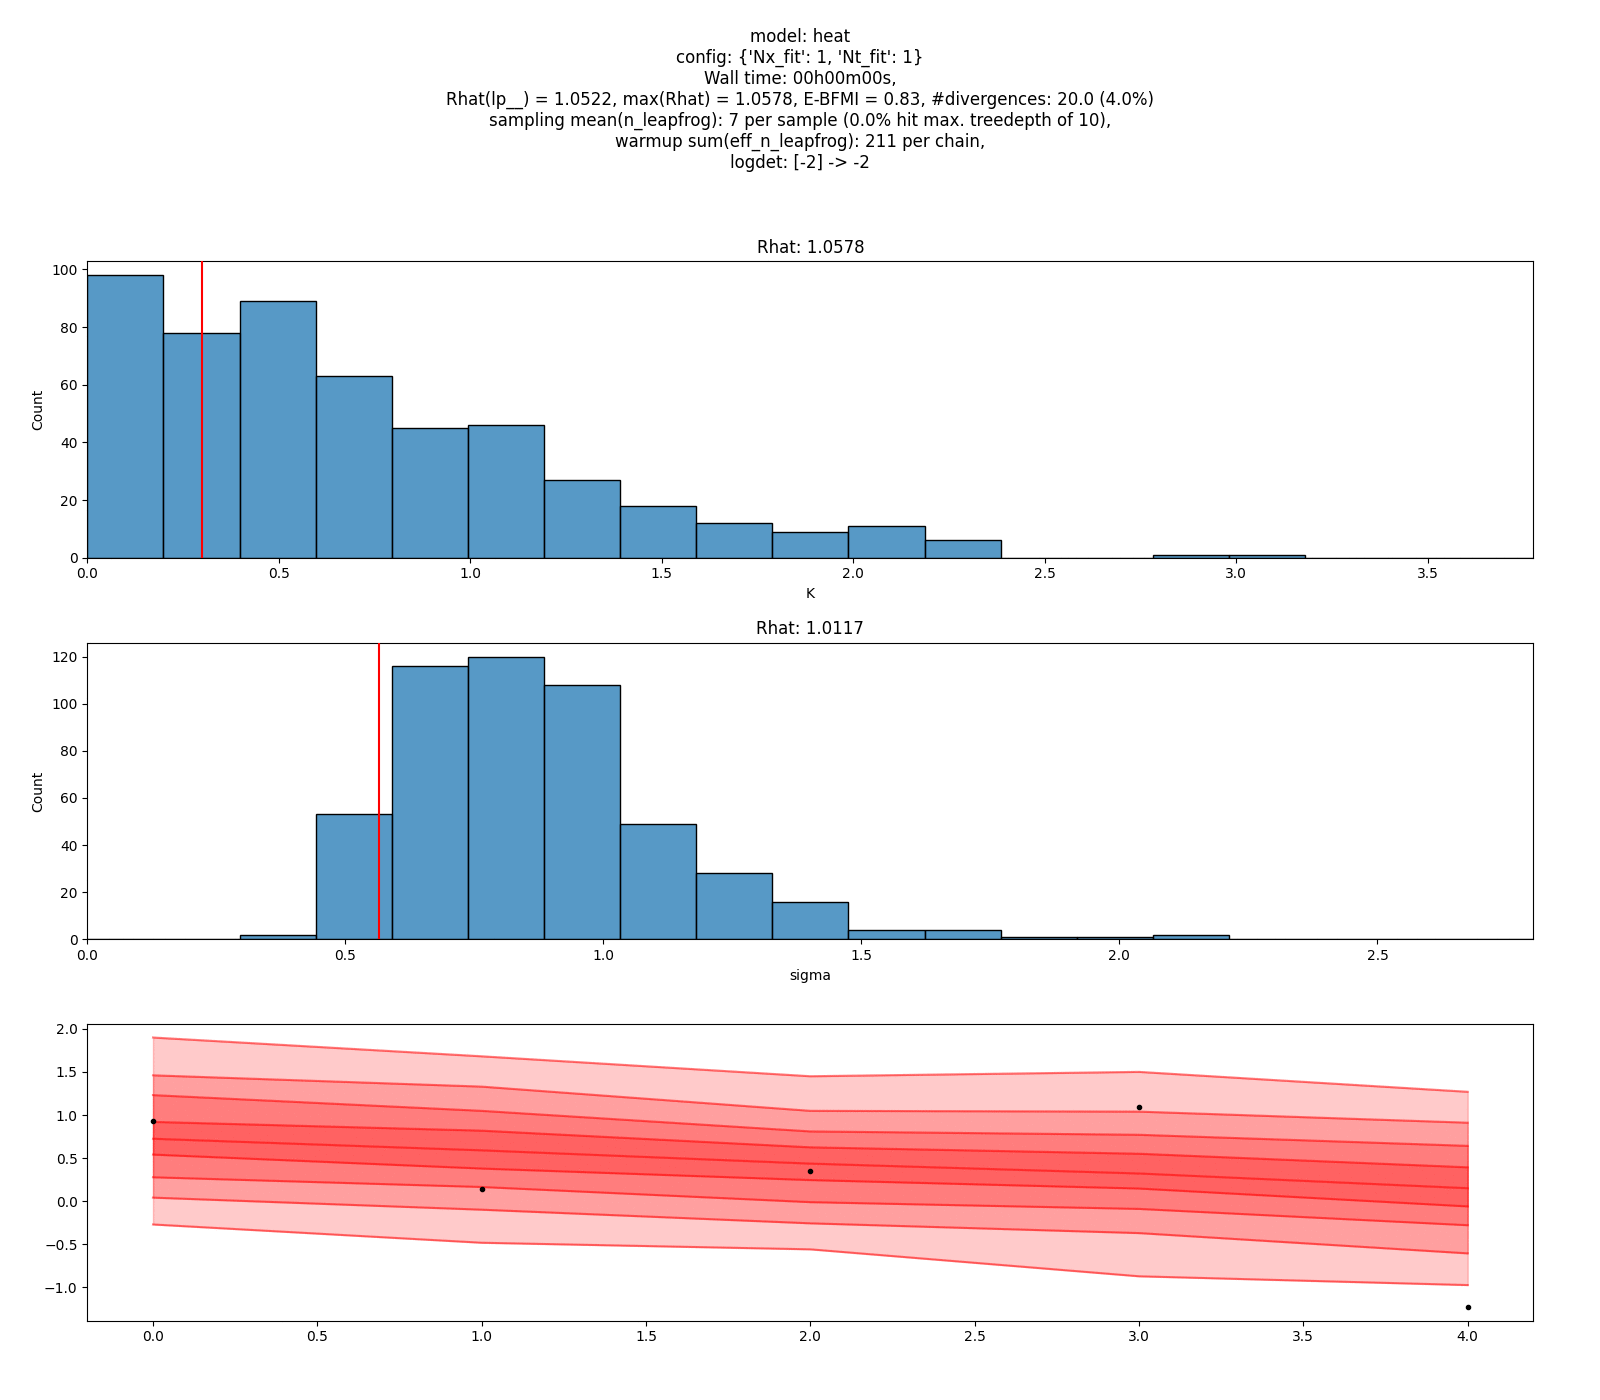 model: heat
config: {'Nx_fit': 1, 'Nt_fit': 1}
Wall time: 00h00m00s,
Rhat(lp__) = 1.0522, max(Rhat) = 1.0578, E-BFMI = 0.83, #divergences: 20.0 (4.0%)
sampling mean(n_leapfrog): 7 per sample (0.0% hit max. treedepth of 10),
warmup sum(eff_n_leapfrog): 211 per chain,
logdet: [-2] -> -2
Rhat: 1.0578
100
80
60
40
20
0
Count
0.0 0.5 1.0 1.5 2.0 2.5 3.0 3.5
K
Rhat: 1.0117
120
100
80
60
40
20
0
Count
0.0 0.5 1.0 1.5 2.0 2.5
sigma
2.0
1.5
1.0
0.5
0.0
−0.5
−1.0
0.0 0.5 1.0 1.5 2.0 2.5 3.0 3.5 4.0